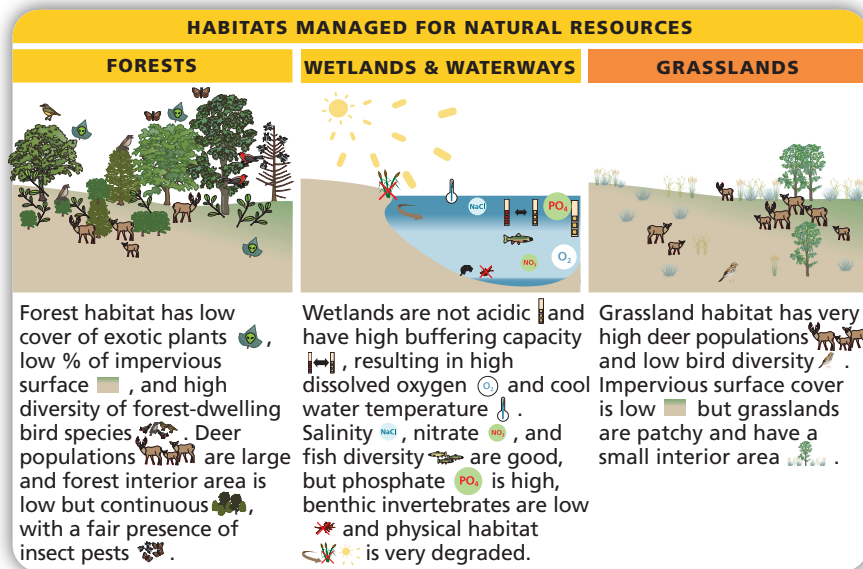 HABITATS MANAGED FOR NATURAL RESOURCES
FORESTS
WETLANDS & WATERWAYS
GRASSLANDS
NaCl
PO₄
NO₃
O₂
Forest habitat has low
cover of exotic plants ,
low % of impervious
surface , and high
diversity of forest-dwelling
bird species . Deer
populations are large
and forest interior area is
low but continuous ,
with a fair presence of
insect pests .
Wetlands are not acidic and
have high buffering capacity
, resulting in high
dissolved oxygen O₂ and cool
water temperature .
Salinity NaCl , nitrate NO₃ , and
fish diversity are good,
but phosphate PO₄ is high,
benthic invertebrates are low
and physical habitat
is very degraded.
Grassland habitat has very
high deer populations
and low bird diversity .
Impervious surface cover
is low but grasslands
are patchy and have a
small interior area .